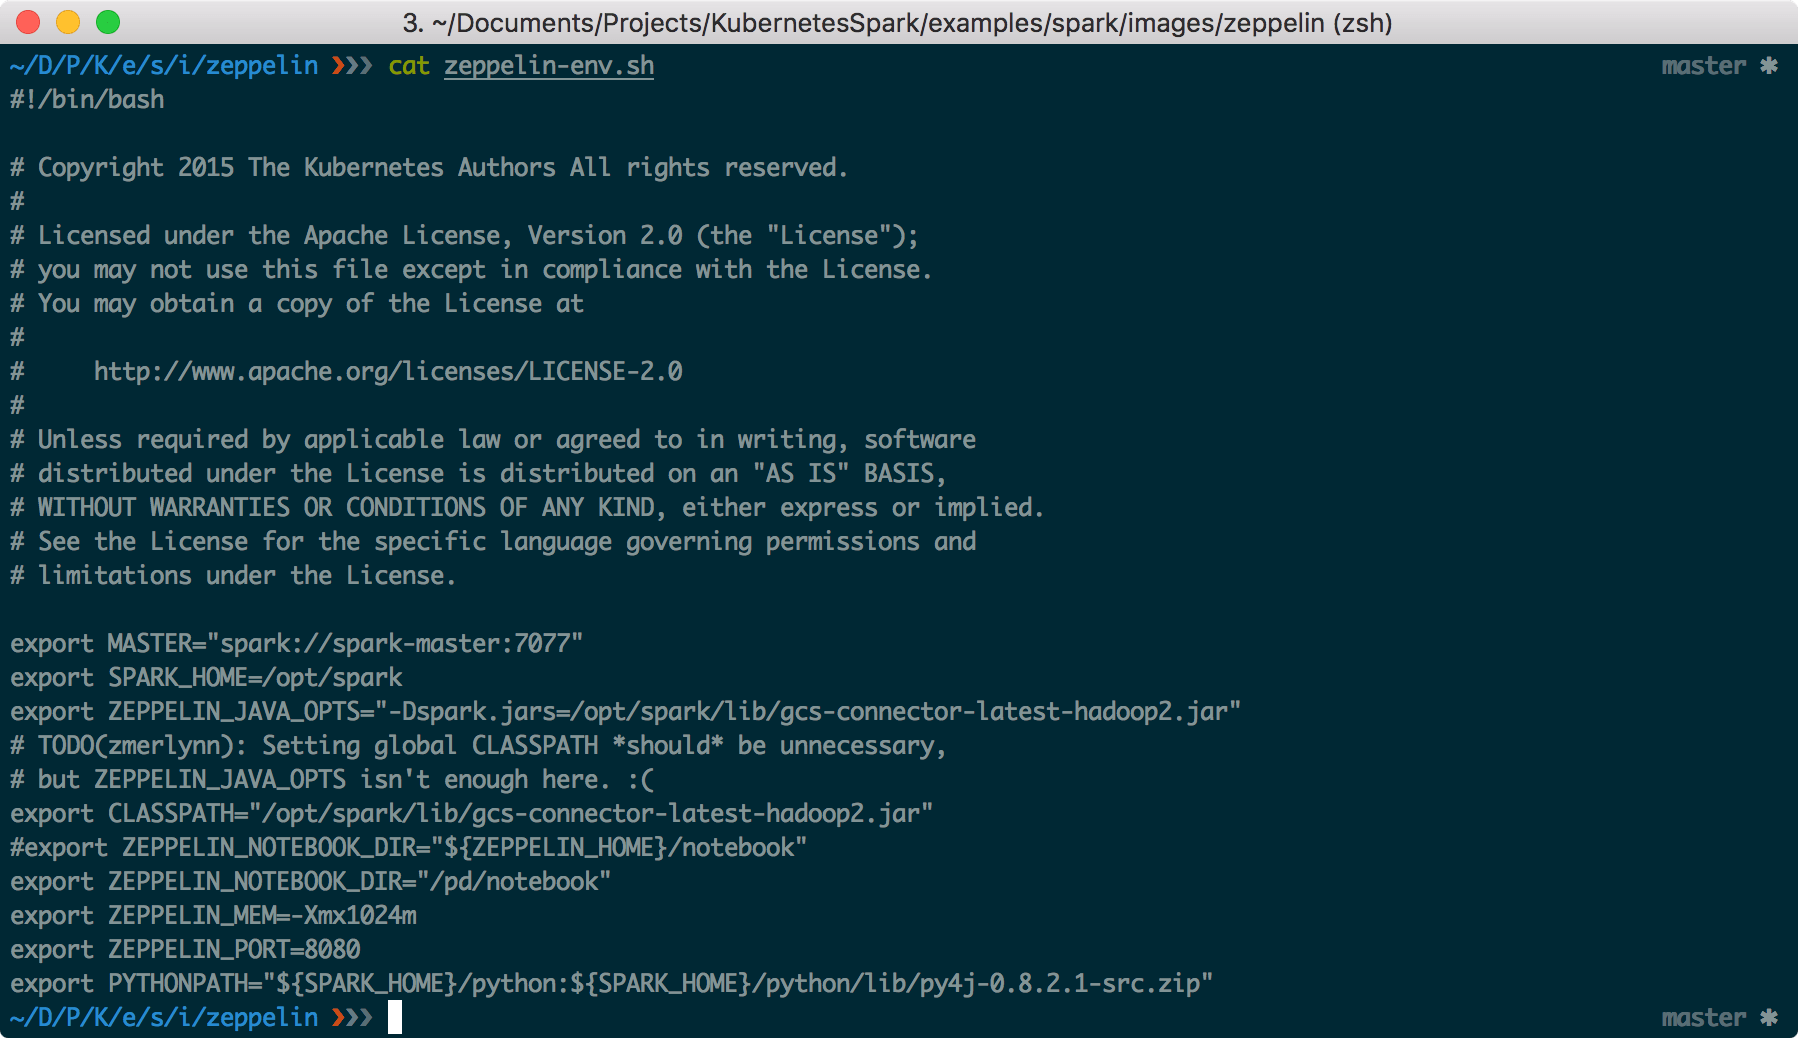 3. ~/Documents/Projects/KubernetesSpark/examples/spark/images/zeppelin (zsh)
~/D/P/K/e/s/i/zeppelin ❯❯❯ cat zeppelin-env.sh master ✱
#!/bin/bash

# Copyright 2015 The Kubernetes Authors All rights reserved.
#
# Licensed under the Apache License, Version 2.0 (the "License");
# you may not use this file except in compliance with the License.
# You may obtain a copy of the License at
#
#     http://www.apache.org/licenses/LICENSE-2.0
#
# Unless required by applicable law or agreed to in writing, software
# distributed under the License is distributed on an "AS IS" BASIS,
# WITHOUT WARRANTIES OR CONDITIONS OF ANY KIND, either express or implied.
# See the License for the specific language governing permissions and
# limitations under the License.

export MASTER="spark://spark-master:7077"
export SPARK_HOME=/opt/spark
export ZEPPELIN_JAVA_OPTS="-Dspark.jars=/opt/spark/lib/gcs-connector-latest-hadoop2.jar"
# TODO(zmerlynn): Setting global CLASSPATH *should* be unnecessary,
# but ZEPPELIN_JAVA_OPTS isn't enough here. :(
export CLASSPATH="/opt/spark/lib/gcs-connector-latest-hadoop2.jar"
#export ZEPPELIN_NOTEBOOK_DIR="${ZEPPELIN_HOME}/notebook"
export ZEPPELIN_NOTEBOOK_DIR="/pd/notebook"
export ZEPPELIN_MEM=-Xmx1024m
export ZEPPELIN_PORT=8080
export PYTHONPATH="${SPARK_HOME}/python:${SPARK_HOME}/python/lib/py4j-0.8.2.1-src.zip"
~/D/P/K/e/s/i/zeppelin ❯❯❯ master ✱